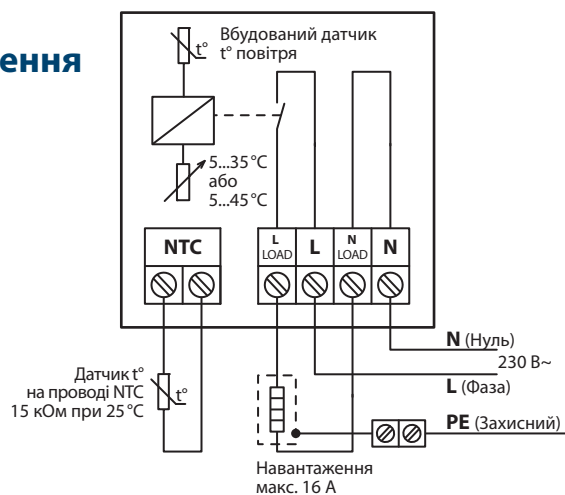 ення
Вбудований датчик
t° повітря
t°
5...35 °C
або
5...45 °C
NTC
L
LOAD
L
N
LOAD
N
N (Нуль)
230 В~
L (Фаза)
PE (Захисний)
Датчик t°
на проводі NTC
15 кОм при 25 °C
t°
Навантаження
макс. 16 А